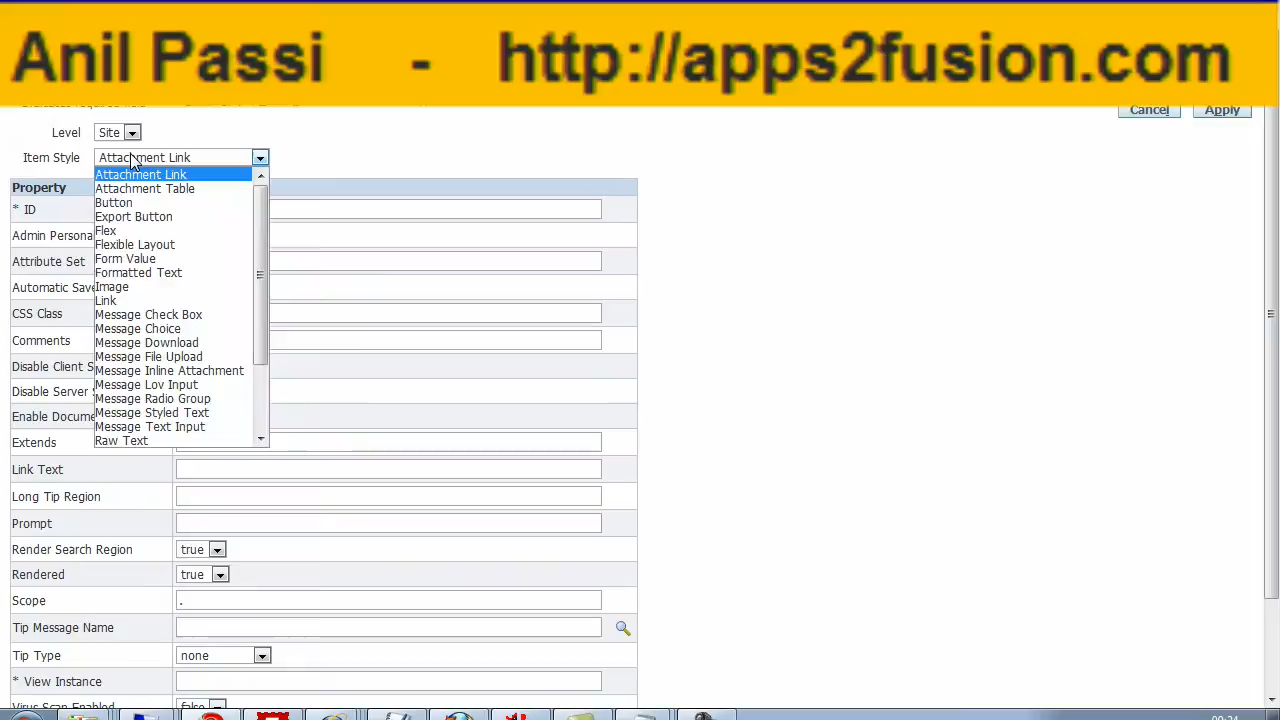 Anil Passi - http://apps2fusion.com
Cancel Apply
Level Site
Item Style Attachment Link
Attachment Link
Attachment Table
Button
Export Button
Flex
Flexible Layout
Form Value
Formatted Text
Image
Link
Message Check Box
Message Choice
Message Download
Message File Upload
Message Inline Attachment
Message Lov Input
Message Radio Group
Message Styled Text
Message Text Input
Raw Text
Property
* ID
Admin Persona
Attribute Set
Automatic Save
CSS Class
Comments
Disable Client S
Disable Server
Enable Docume
Extends
Link Text
Long Tip Region
Prompt
Render Search Region true
Rendered true
Scope .
Tip Message Name
Tip Type none
* View Instance
Virus Scan Enabled false